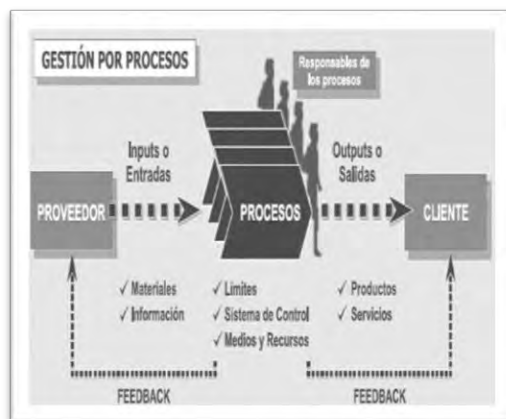 GESTIÓN POR PROCESOS
Responsables de
los procesos
Inputs o
Entradas
Outputs o
Salidas
PROVEEDOR
PROCESOS
CLIENTE
✓ Materiales
✓ Información
✓ Límites
✓ Sistema de Control
✓ Medios y Recursos
✓ Productos
✓ Servicios
FEEDBACK
FEEDBACK